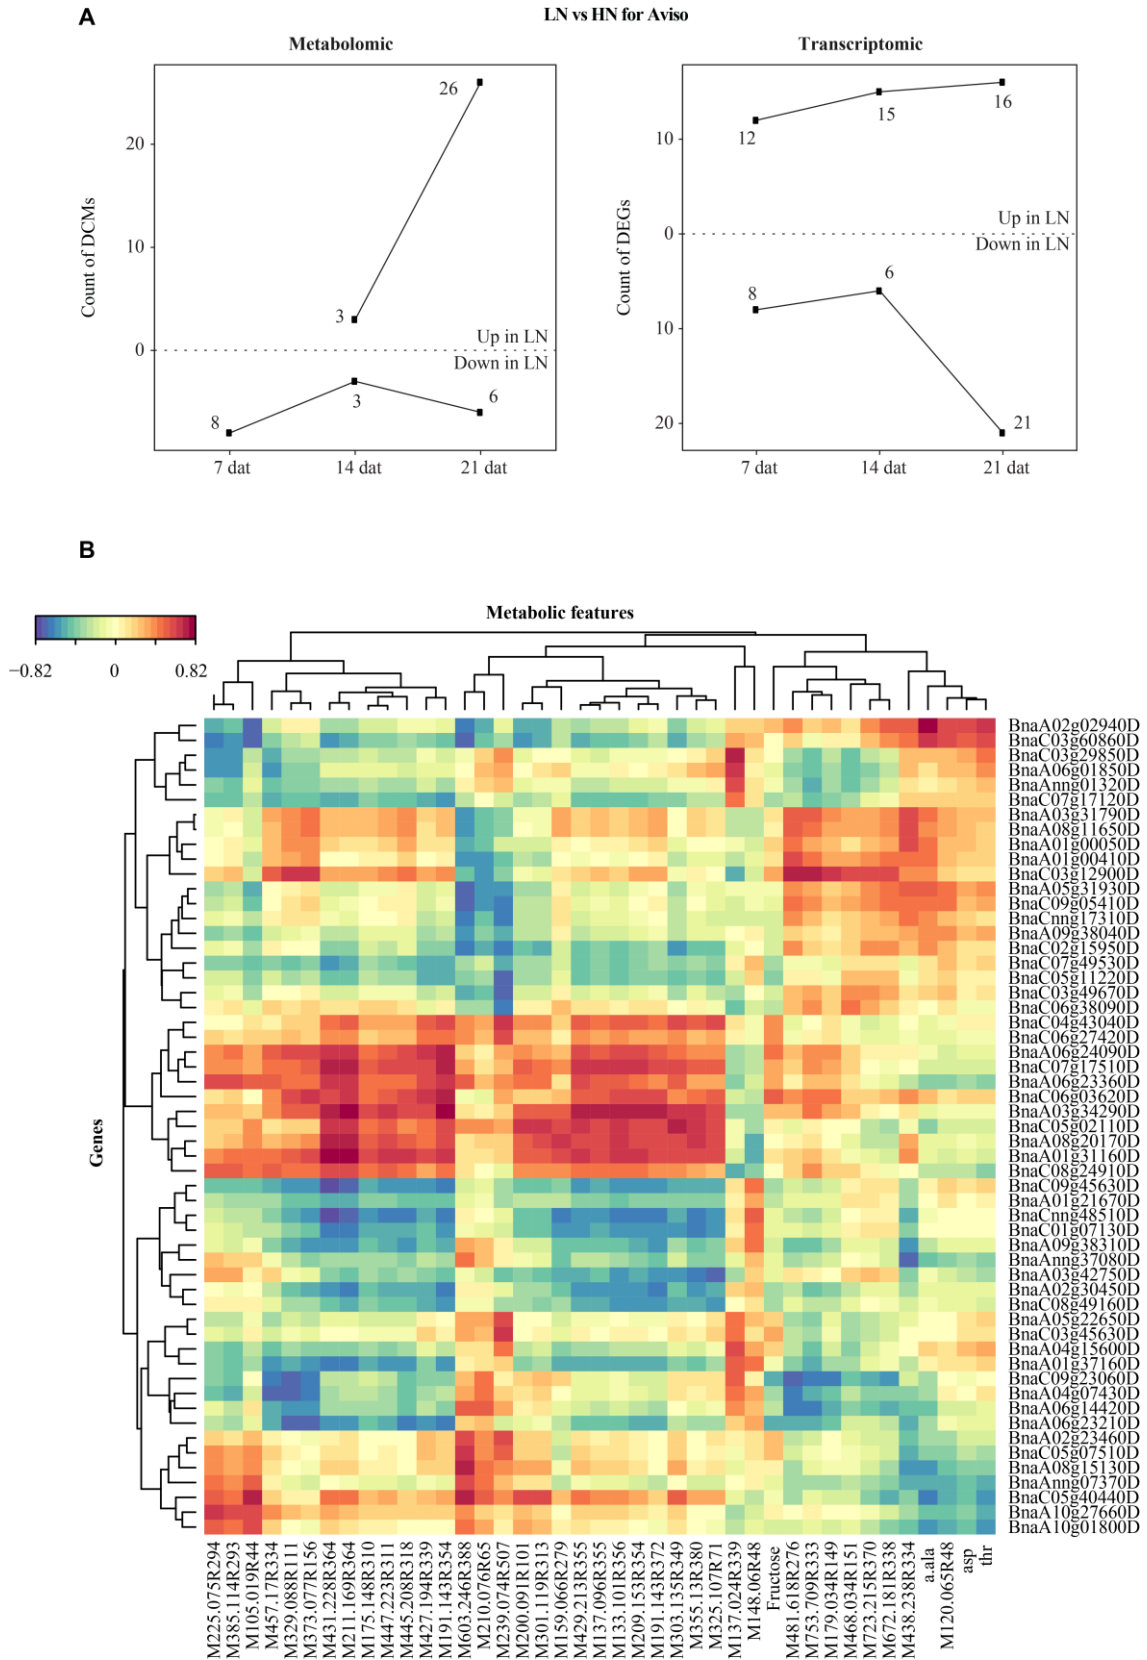 A
LN vs HN for Aviso
Metabolomic
Transcriptomic
Count of DCMs
20
10
0
26
3
Up in LN
Down in LN
8
3
6
7 dat
14 dat
21 dat
Count of DEGs
10
0
10
20
12
15
16
Up in LN
Down in LN
8
6
21
7 dat
14 dat
21 dat
B
Metabolic features
−0.82
0
0.82
Genes
BnaA02g02940D
BnaC03g60860D
BnaC03g29850D
BnaA06g01850D
BnaAnng01320D
BnaC07g17120D
BnaA03g31790D
BnaA08g11650D
BnaA01g00050D
BnaA01g00410D
BnaC03g12900D
BnaA05g31930D
BnaC09g05410D
BnaCnng17310D
BnaA09g38040D
BnaC02g15950D
BnaC07g49530D
BnaC05g11220D
BnaC03g49670D
BnaC06g38090D
BnaC04g43040D
BnaC06g27420D
BnaA06g24090D
BnaC07g17510D
BnaA06g23360D
BnaC06g03620D
BnaA03g34290D
BnaC05g02110D
BnaA08g20170D
BnaA01g31160D
BnaC08g24910D
BnaC09g45630D
BnaA01g21670D
BnaCnng48510D
BnaC01g07130D
BnaA09g38310D
BnaAnng37080D
BnaA03g42750D
BnaA02g30450D
BnaC08g49160D
BnaA05g22650D
BnaC03g45630D
BnaA04g15600D
BnaA01g37160D
BnaC09g23060D
BnaA04g07430D
BnaA06g14420D
BnaA06g23210D
BnaA02g23460D
BnaC05g07510D
BnaA08g15130D
BnaAnng07370D
BnaC05g40440D
BnaA10g27660D
BnaA10g01800D
M225.075R294
M385.114R293
M105.019R44
M457.17R334
M329.088R111
M373.077R156
M431.228R364
M211.169R364
M175.148R310
M447.223R311
M445.208R318
M427.194R339
M191.143R354
M603.246R388
M210.076R65
M239.074R507
M200.091R101
M301.119R313
M159.066R279
M429.213R355
M137.096R355
M133.101R356
M209.153R354
M191.143R372
M303.135R349
M355.13R380
M325.107R71
M137.024R339
M148.06R48
Fructose
M481.618R276
M753.709R333
M179.034R149
M468.034R151
M723.215R370
M672.181R338
M438.238R334
a.ala
M120.065R48
asp
thr